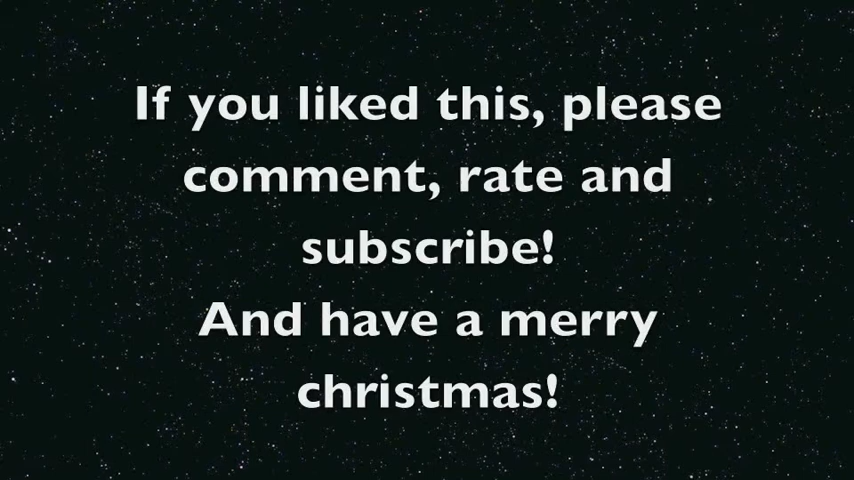 If you liked this, please
comment, rate and
subscribe!
And have a merry
christmas!